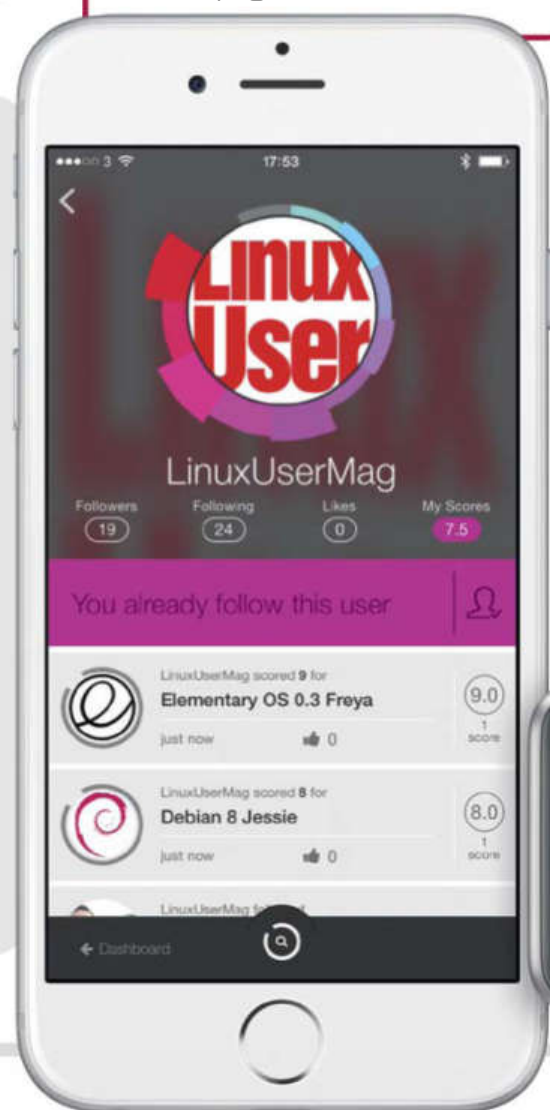 3
17:53
Linux
User
LinuxUserMag
Followers
Following
Likes
My Scores
19
24
0
7.5
You already follow this user
LinuxUserMag scored 9 for
Elementary OS 0.3 Freya
just now
0
9.0
1
score
LinuxUserMag scored 8 for
Debian 8 Jessie
just now
0
8.0
1
score
LinuxUserMag
Dashboard